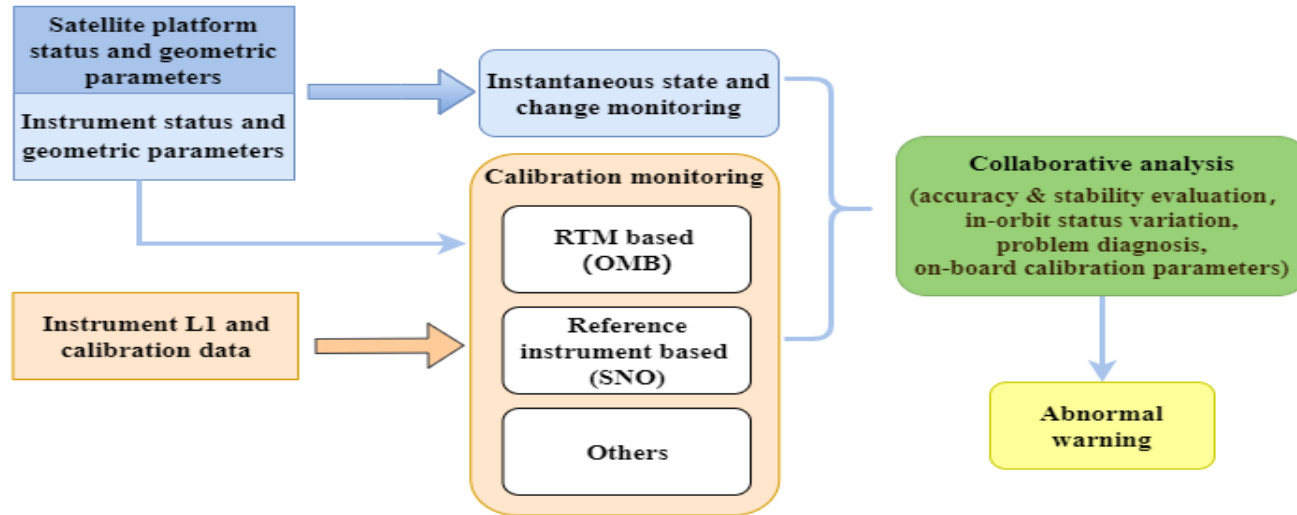 Satellite platform
status and geometric
parameters
Instrument status and
geometric parameters
Instantaneous state and
change monitoring
Calibration monitoring
RTM based
(OMB)
Instrument L1 and
calibration data
Reference
instrument based
(SNO)
Others
Collaborative analysis
(accuracy & stability evaluation,
in-orbit status variation,
problem diagnosis,
on-board calibration parameters)
Abnormal
warning